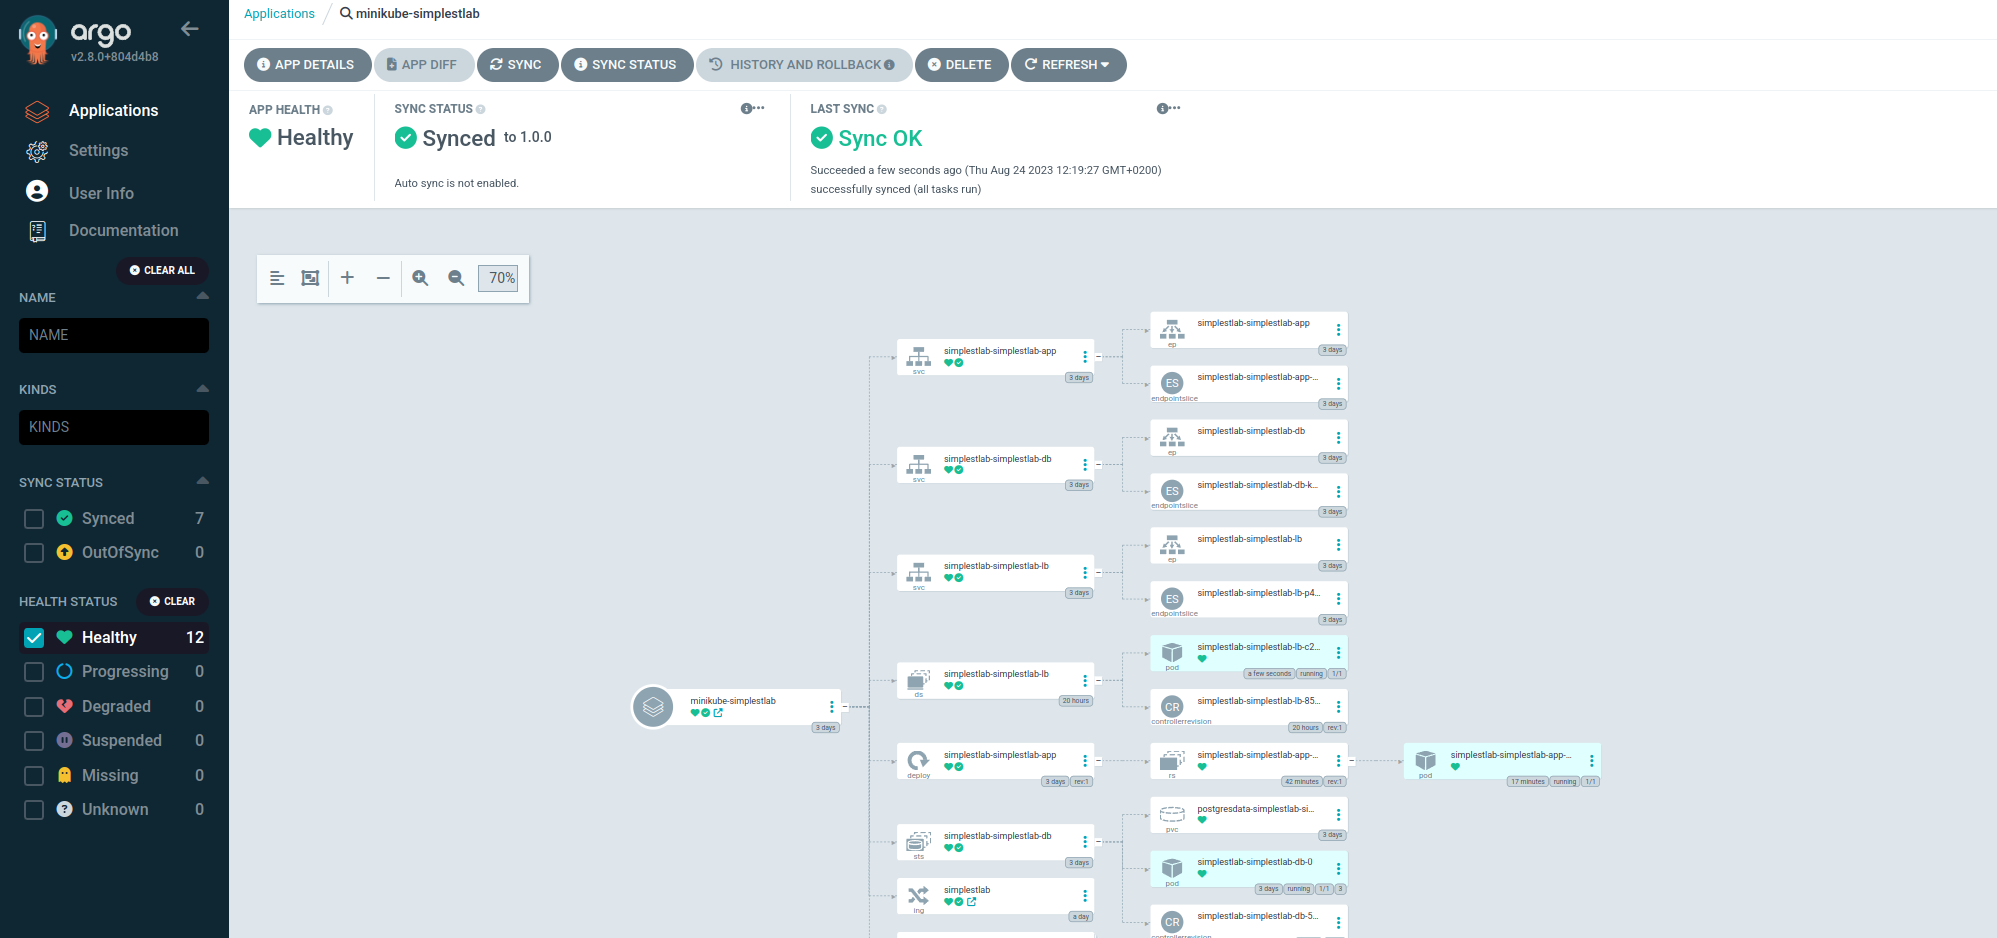 argo
v2.8.0+804d4b8
Applications
Settings
User Info
Documentation
CLEAR ALL
NAME
NAME
KINDS
KINDS
SYNC STATUS
Synced 7
OutOfSync 0
HEALTH STATUS CLEAR
Healthy 12
Progressing 0
Degraded 0
Suspended 0
Missing 0
Unknown 0
Applications / minikube-simplestlab
APP DETAILS APP DIFF SYNC SYNC STATUS HISTORY AND ROLLBACK DELETE REFRESH
APP HEALTH
Healthy
SYNC STATUS
Synced to 1.0.0
Auto sync is not enabled.
LAST SYNC
Sync OK
Succeeded a few seconds ago (Thu Aug 24 2023 12:19:27 GMT+0200)
successfully synced (all tasks run)
70%
minikube-simplestlab
3 days
simplestlab-simplestlab-app
svc
3 days
simplestlab-simplestlab-db
svc
3 days
simplestlab-simplestlab-lb
svc
3 days
simplestlab-simplestlab-lb
ds
20 hours
simplestlab-simplestlab-app
deploy
3 days rev:1
simplestlab-simplestlab-db
sts
3 days
simplestlab
ing
a day
simplestlab-simplestlab-app
ep
3 days
ES
simplestlab-simplestlab-app-...
endpointslice
3 days
simplestlab-simplestlab-db
ep
3 days
ES
simplestlab-simplestlab-db-k...
endpointslice
3 days
simplestlab-simplestlab-lb
ep
3 days
ES
simplestlab-simplestlab-lb-p4...
endpointslice
3 days
simplestlab-simplestlab-lb-c2...
pod
a few seconds running 1/1
CR
simplestlab-simplestlab-lb-85...
controllerrevision
20 hours rev:1
simplestlab-simplestlab-app-...
rs
42 minutes rev:1
simplestlab-simplestlab-app-...
pod
17 minutes running 1/1
postgresdata-simplestlab-si...
pvc
3 days
simplestlab-simplestlab-db-0
pod
3 days running 1/1 3
CR
simplestlab-simplestlab-db-5...
controllerrevision